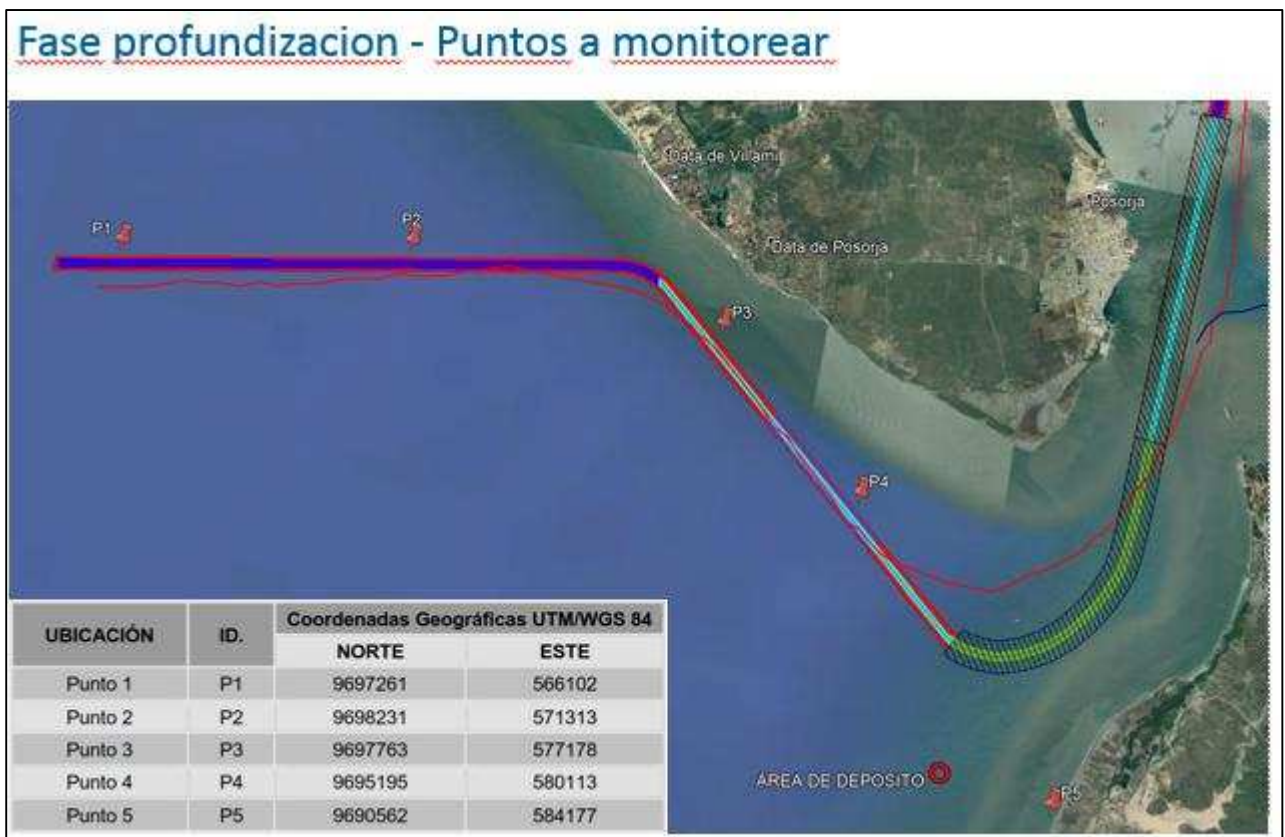 Fase profundizacion - Puntos a monitorear
Data de Villamil
Posorja
P1
P2
Data de Posorja
P3
P4
ÁREA DE DEPOSITO
P5
UBICACIÓN ID. Coordenadas Geográficas UTM/WGS 84
NORTE ESTE
Punto 1 P1 9697261 566102
Punto 2 P2 9698231 571313
Punto 3 P3 9697763 577178
Punto 4 P4 9695195 580113
Punto 5 P5 9690562 584177